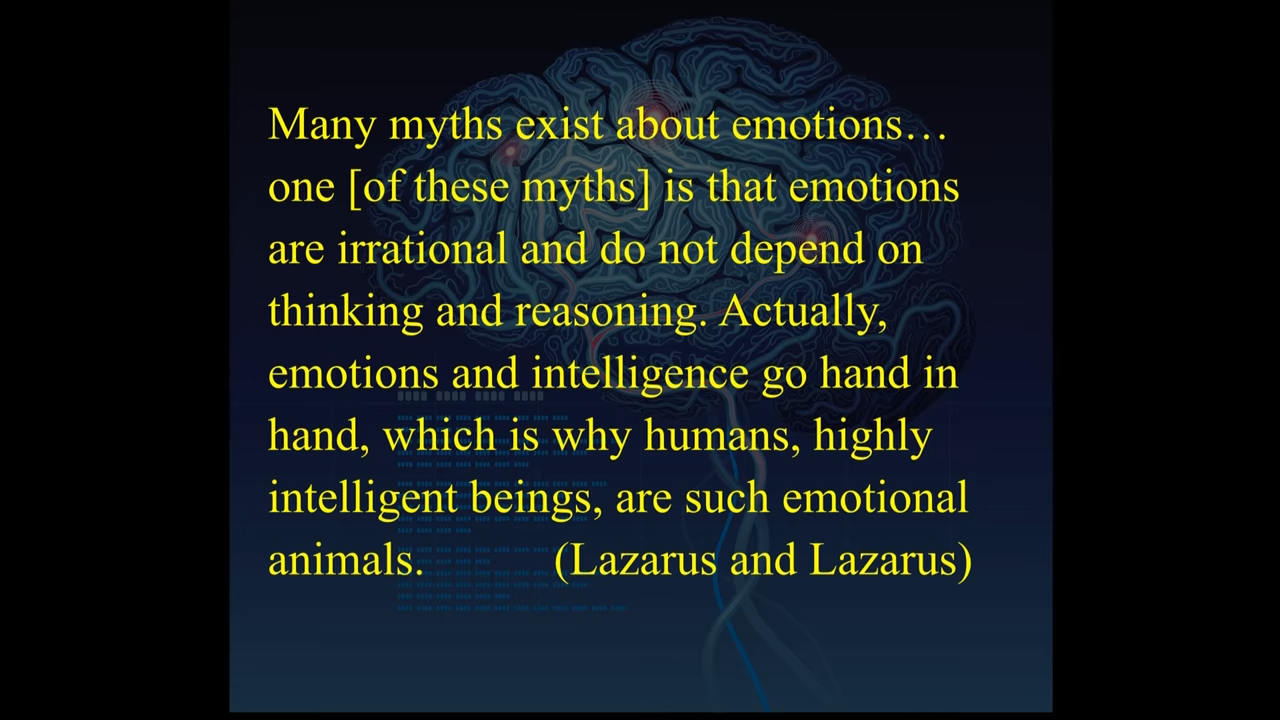 Many myths exist about emotions…
one [of these myths] is that emotions
are irrational and do not depend on
thinking and reasoning. Actually,
emotions and intelligence go hand in
hand, which is why humans, highly
intelligent beings, are such emotional
animals. (Lazarus and Lazarus)